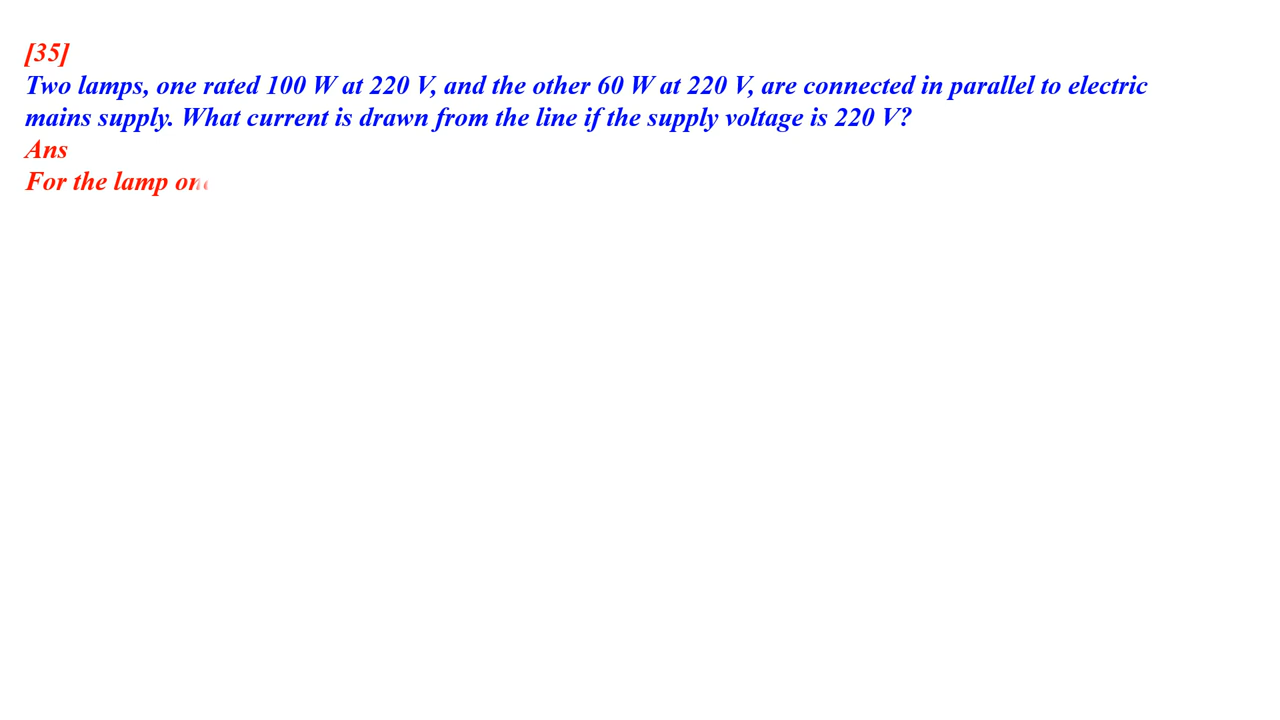 [35]
Two lamps, one rated 100 W at 220 V, and the other 60 W at 220 V, are connected in parallel to electric
mains supply. What current is drawn from the line if the supply voltage is 220 V?
Ans
For the lamp